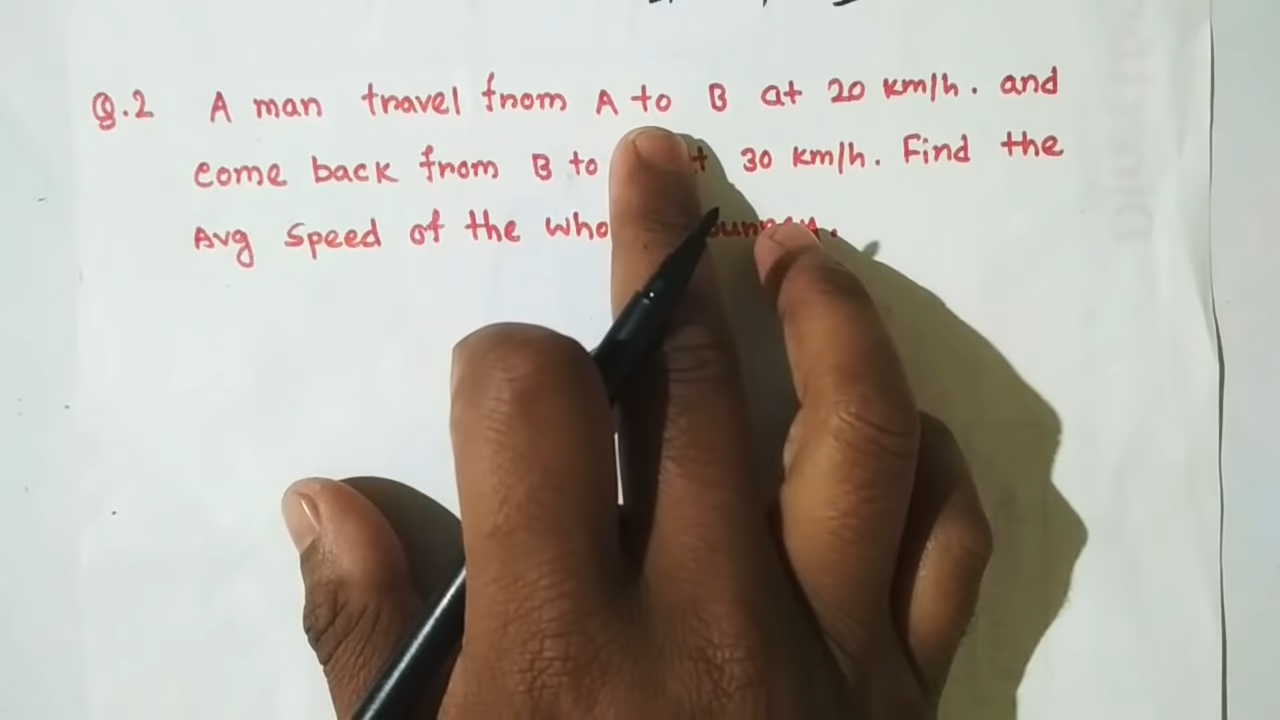 Q.2 A man travel from A to B at 20 km/h. and
come back from B to 30 km/h. Find the
Avg Speed of the